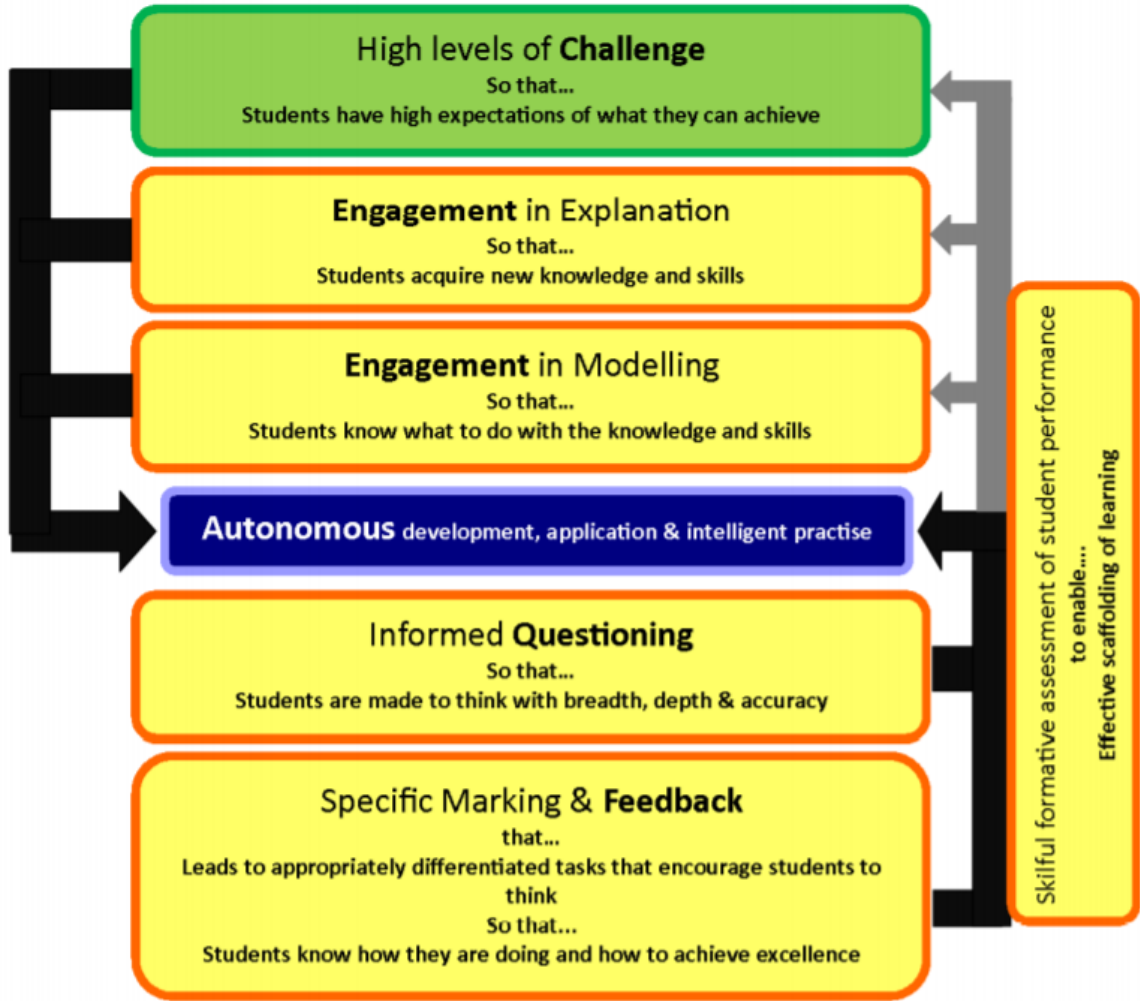 High levels of Challenge
So that...
Students have high expectations of what they can achieve
Engagement in Explanation
So that...
Students acquire new knowledge and skills
Engagement in Modelling
So that...
Students know what to do with the knowledge and skills
Autonomous development, application & intelligent practise
Informed Questioning
So that...
Students are made to think with breadth, depth & accuracy
Specific Marking & Feedback
that...
Leads to appropriately differentiated tasks that encourage students to
think
So that...
Students know how they are doing and how to achieve excellence
Skilful formative assessment of student performance
to enable....
Effective scaffolding of learning